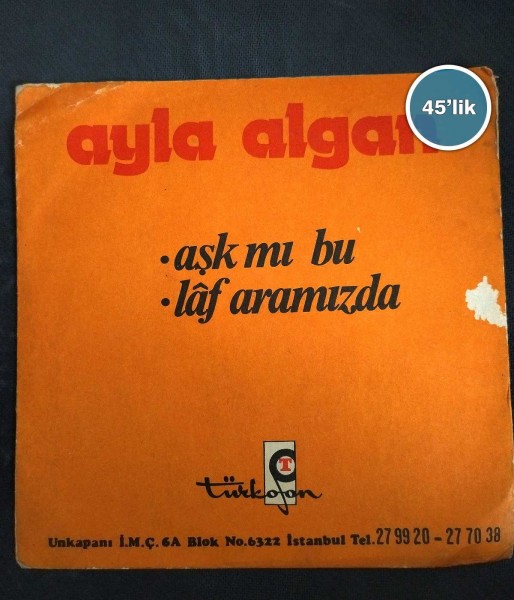 45'lik
ayla algan
• aşk mı bu
• lâf aramızda
T
türkofon
Unkapanı İ.M.Ç. 6A Blok No.6322 İstanbul Tel. 27 99 20 - 27 70 38